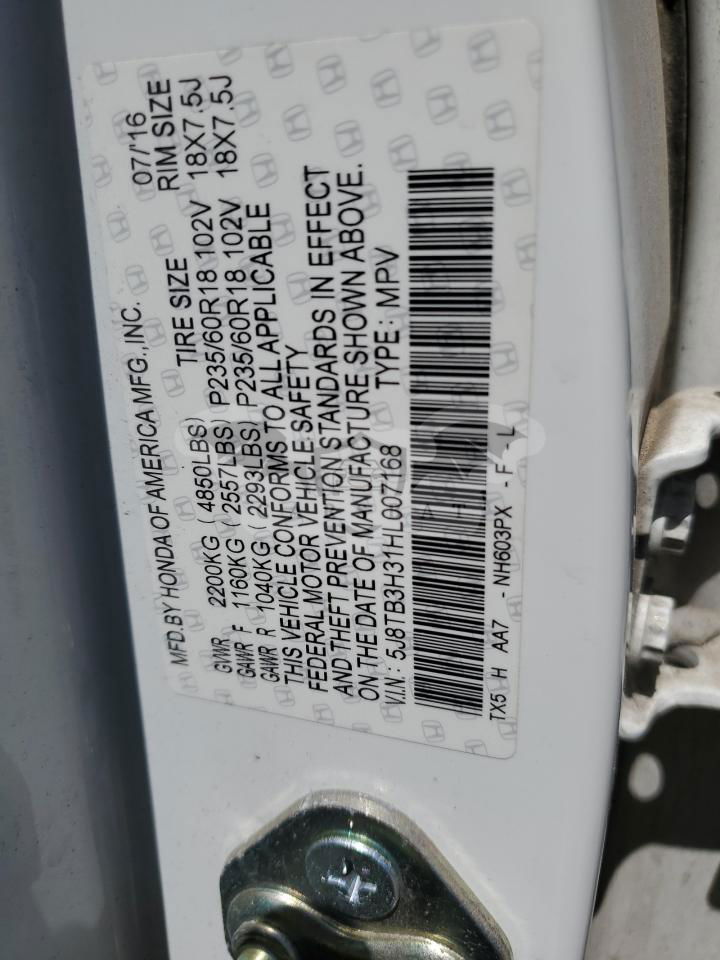 MFD.BY HONDA OF AMERICA MFG.,INC. 07/'16
TIRE SIZE RIM SIZE
GVWR 2200KG ( 4850LBS)
GAWR F 1160KG ( 2557LBS) P235/60R18 102V 18X7.5J
GAWR R 1040KG ( 2293LBS) P235/60R18 102V 18X7.5J
THIS VEHICLE CONFORMS TO ALL APPLICABLE
FEDERAL MOTOR VEHICLE SAFETY
AND THEFT PREVENTION STANDARDS IN EFFECT
ON THE DATE OF MANUFACTURE SHOWN ABOVE.
V.I.N.: 5J8TB3H31HL007168 TYPE: MPV
TX5 H AA7 -NH603PX -F L